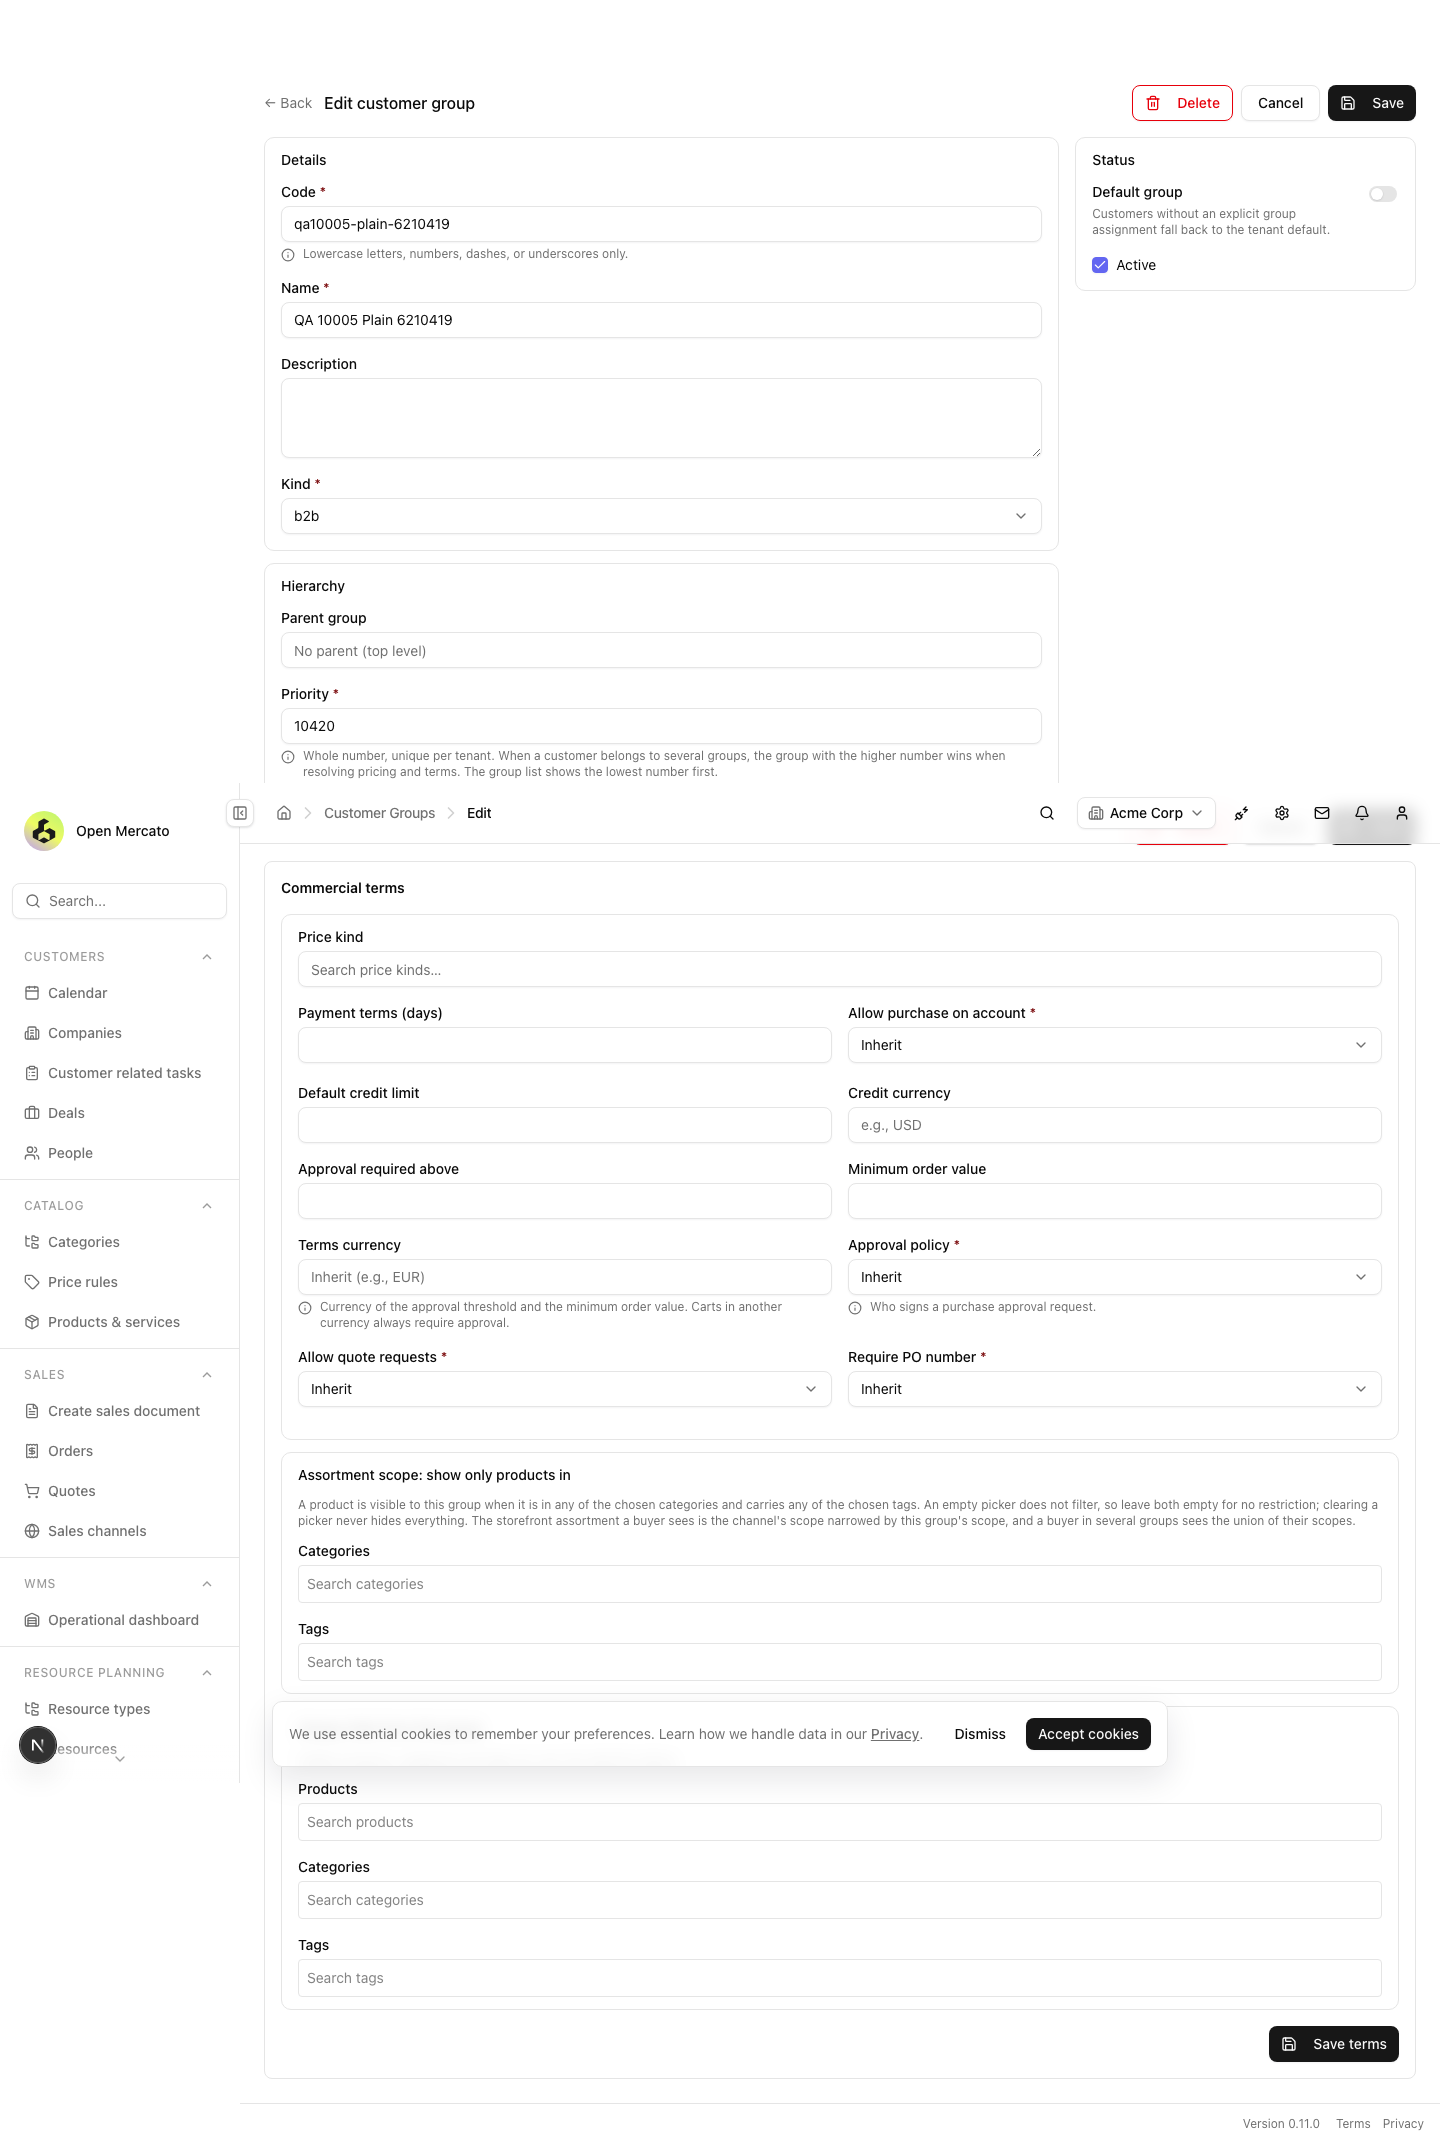 ← Back
Edit customer group
Delete
Cancel
Save
Details
Code *
qa10005-plain-6210419
Lowercase letters, numbers, dashes, or underscores only.
Name *
QA 10005 Plain 6210419
Description
Kind *
b2b
Status
Default group
Customers without an explicit group
assignment fall back to the tenant default.
Active
Hierarchy
Parent group
No parent (top level)
Priority *
10420
Whole number, unique per tenant. When a customer belongs to several groups, the group with the higher number wins when
resolving pricing and terms. The group list shows the lowest number first.
Open Mercato
Customer Groups
Edit
Acme Corp
Search...
CUSTOMERS
Calendar
Companies
Customer related tasks
Deals
People
CATALOG
Categories
Price rules
Products & services
SALES
Create sales document
Orders
Quotes
Sales channels
WMS
Operational dashboard
RESOURCE PLANNING
Resource types
N
Commercial terms
Price kind
Search price kinds...
Payment terms (days)
Allow purchase on account *
Inherit
Default credit limit
Credit currency
e.g., USD
Approval required above
Minimum order value
Terms currency
Inherit (e.g., EUR)
Currency of the approval threshold and the minimum order value. Carts in another
currency always require approval.
Approval policy *
Inherit
Who signs a purchase approval request.
Allow quote requests *
Inherit
Require PO number *
Inherit
Assortment scope: show only products in
A product is visible to this group when it is in any of the chosen categories and carries any of the chosen tags. An empty picker does not filter, so leave both empty for no restriction; clearing a
picker never hides everything. The storefront assortment a buyer sees is the channel's scope narrowed by this group's scope, and a buyer in several groups sees the union of their scopes.
Categories
Search categories
Tags
Search tags
We use essential cookies to remember your preferences. Learn how we handle data in our Privacy.
Dismiss
Accept cookies
Products
Search products
Categories
Search categories
Tags
Search tags
Save terms
Version 0.11.0
Terms
Privacy